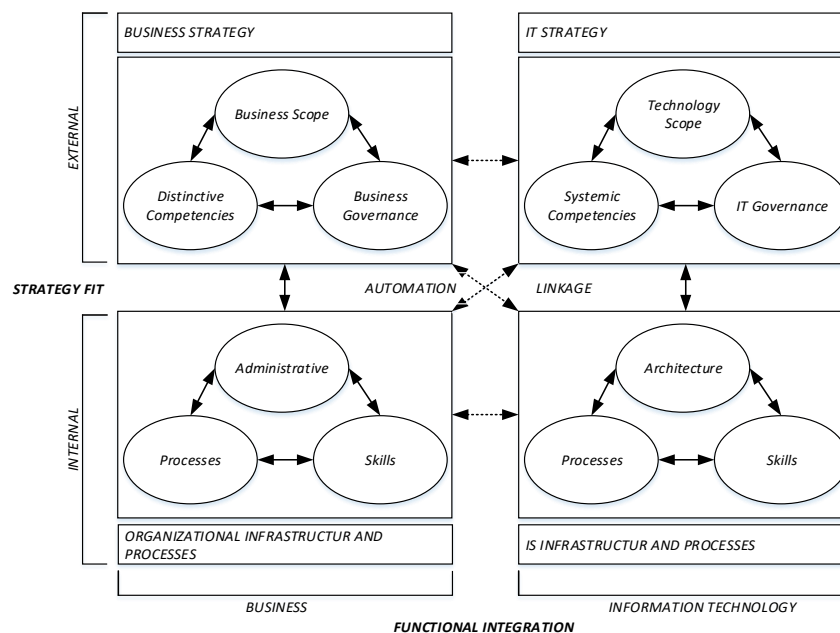 BUSINESS STRATEGY
IT STRATEGY
EXTERNAL
Business Scope
Distinctive
Competencies
Business
Governance
Technology
Scope
Systemic
Competencies
IT Governance
STRATEGY FIT
AUTOMATION
LINKAGE
INTERNAL
Administrative
Processes
Skills
Architecture
Processes
Skills
ORGANIZATIONAL INFRASTRUCTUR AND
PROCESSES
IS INFRASTRUCTUR AND PROCESSES
BUSINESS
INFORMATION TECHNOLOGY
FUNCTIONAL INTEGRATION